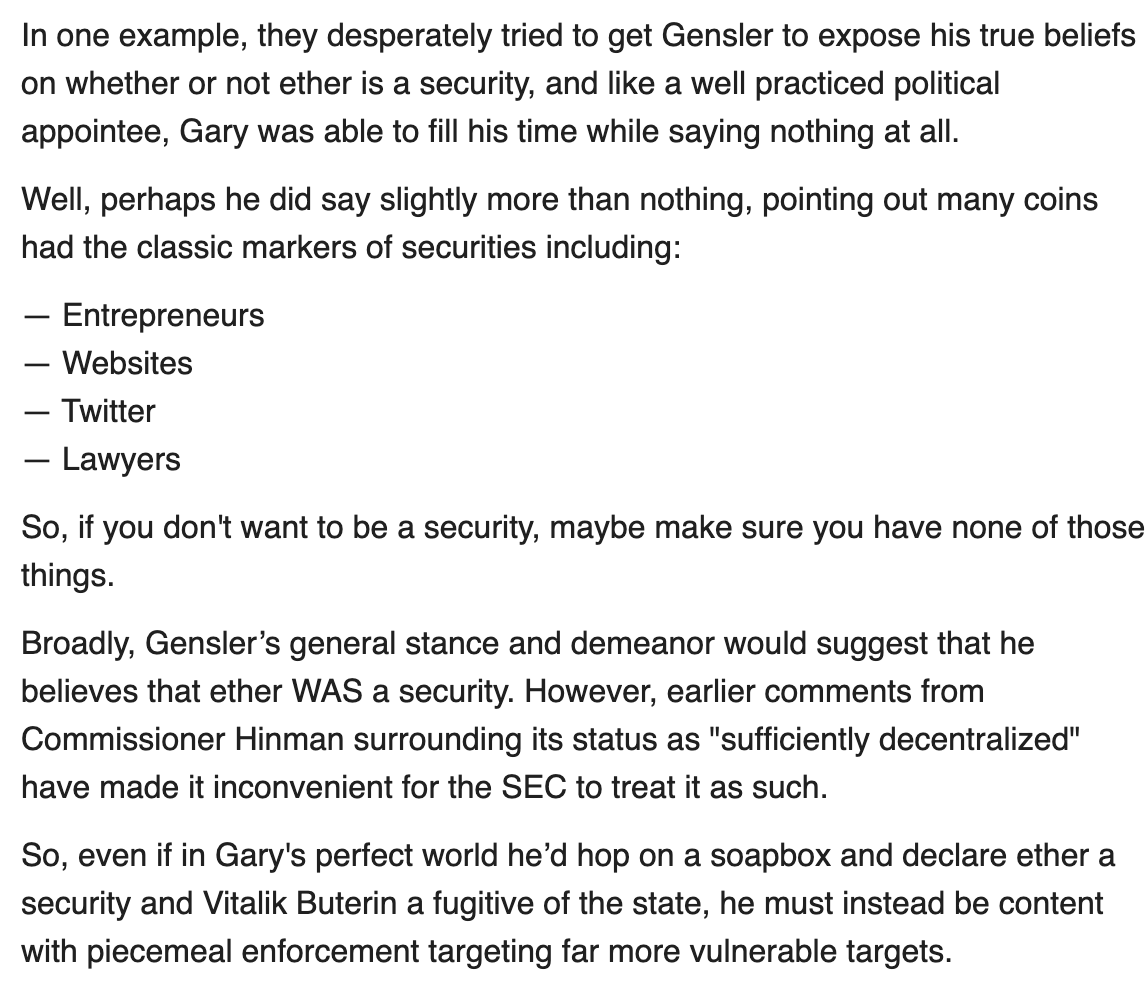 In one example, they desperately tried to get Gensler to expose his true beliefs
on whether or not ether is a security, and like a well practiced political
appointee, Gary was able to fill his time while saying nothing at all.
Well, perhaps he did say slightly more than nothing, pointing out many coins
had the classic markers of securities including:
— Entrepreneurs
— Websites
— Twitter
— Lawyers
So, if you don't want to be a security, maybe make sure you have none of those
things.
Broadly, Gensler’s general stance and demeanor would suggest that he
believes that ether WAS a security. However, earlier comments from
Commissioner Hinman surrounding its status as "sufficiently decentralized"
have made it inconvenient for the SEC to treat it as such.
So, even if in Gary's perfect world he’d hop on a soapbox and declare ether a
security and Vitalik Buterin a fugitive of the state, he must instead be content
with piecemeal enforcement targeting far more vulnerable targets.